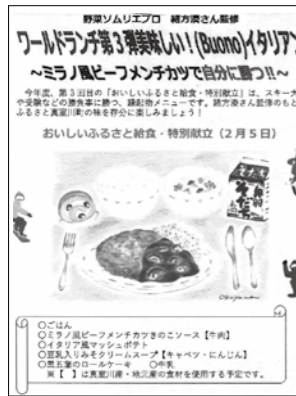 野菜ソムリエプロ 緒方湊さん監修
ワールドランチ第3弾美味しい!(Buono)イタリアン
~ミラノ風ビーフメンチカツで自分に勝つ!!~
今年度、第3回目の「おいしいふるさと給食・特別献立」は、スキー大
や受験などの勝負事に勝つ、縁起物メニューです。緒方湊さん監修のもと
ふるさと真室川町の味を存分に楽しみましょう!
おいしいふるさと給食・特別献立(2月5日)
○ごはん
○ミラノ風ビーフメンチカツきのこソース【牛肉】
○イタリア風マッシュポテト
○豆乳入りみそクリームスープ【キャベツ・にんじん】
○黒五葉のロールケーキ ○牛乳
※【 】は真室川産・地元産の食材を使用する予定です。